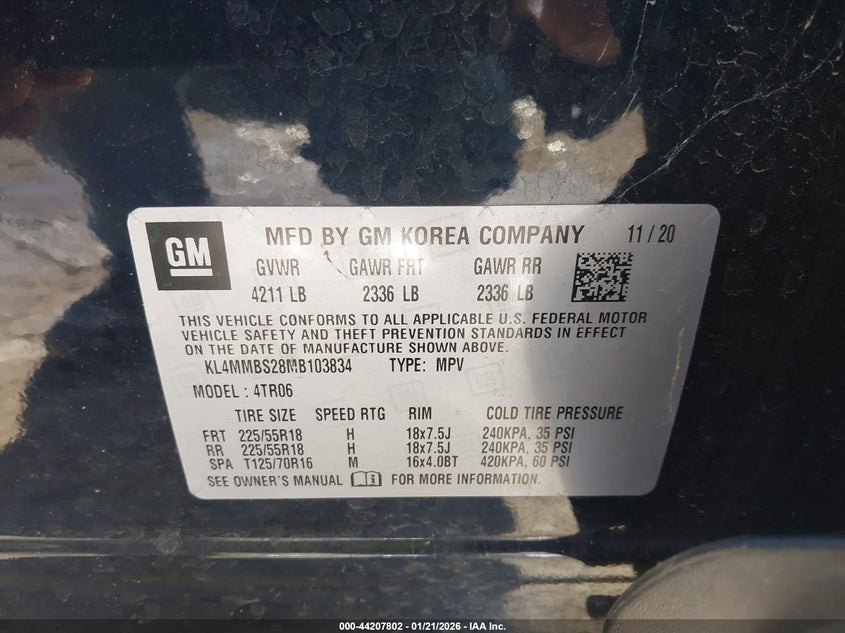 GM MFD BY GM KOREA COMPANY 11 / 20
GVWR GAWR FRT GAWR RR
4211 LB 2336 LB 2336 LB
THIS VEHICLE CONFORMS TO ALL APPLICABLE U.S. FEDERAL MOTOR
VEHICLE SAFETY AND THEFT PREVENTION STANDARDS IN EFFECT
ON THE DATE OF MANUFACTURE SHOWN ABOVE.
KL4MMBS28MB103834 TYPE: MPV
MODEL : 4TR06
TIRE SIZE SPEED RTG RIM COLD TIRE PRESSURE
FRT 225/55R18 H 18x7.5J 240KPA, 35 PSI
RR 225/55R18 H 18x7.5J 240KPA, 35 PSI
SPA T125/70R16 M 16x4.0BT 420KPA, 60 PSI
SEE OWNER'S MANUAL FOR MORE INFORMATION.
000-44207802 / 01/21/2026 - IAA Inc.